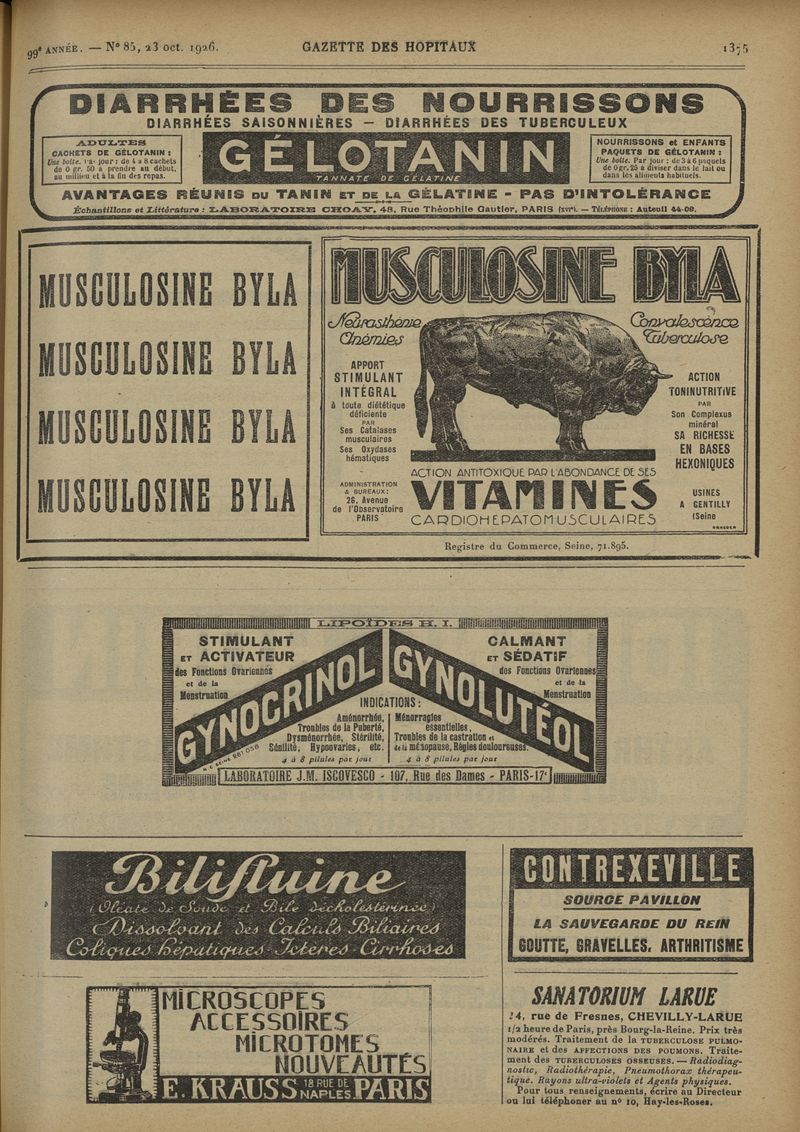 99e ANNÉE. — N° 85, 23 oct. 1926.
GAZETTE DES HOPITAUX
1375
DIARRHÉES DES NOURRISSONS
DIARRHÉES SAISONNIÈRES — DIARRHÉES DES TUBERCULEUX
ADULTES
CACHETS DE GÉLOTANIN :
Une boîte. Par jour : de 4 à 8 cachets
de 0 gr. 50 à prendre au début,
au milieu et à la fin des repas.
GÉLOTANIN
TANNATE DE GÉLATINE
NOURRISSONS et ENFANTS
PAQUETS DE GÉLOTANIN :
Une boîte. Par jour : de 3 à 6 paquets
de 0 gr. 25 à diviser dans le lait ou
dans les aliments habituels.
AVANTAGES RÉUNIS DU TANIN ET DE LA GÉLATINE - PAS D'INTOLÉRANCE
Échantillons et Littérature : LABORATOIRE CHOAY, 48, Rue Théophile Gautier, PARIS (XVIe). — TÉLÉPHONE : Auteuil 44-09.
MUSCULOSINE BYLA
MUSCULOSINE BYLA
MUSCULOSINE BYLA
MUSCULOSINE BYLA
MUSCULOSINE BYLA
Neurasthénie
Anémies
Convalescence
Tuberculose
APPORT
STIMULANT
INTÉGRAL
à toute diététique
déficiente
PAR
Ses Catalases
musculaires
Ses Oxydases
hématiques
ACTION
TONINUTRITIVE
PAR
Son Complexus
minéral
SA RICHESSE
EN BASES
HEXONIQUES
ACTION ANTITOXIQUE PAR L'ABONDANCE DE SES
VITAMINES
CARDIOHEPATOMUSCULAIRES
ADMINISTRATION
& BUREAUX:
26, Avenue
de l'Observatoire
PARIS
USINES
A GENTILLY
(Seine
Registre du Commerce, Seine, 71.895.
LIPOÏDES H. I.
STIMULANT
ET ACTIVATEUR
des Fonctions Ovariennes
et de la
Menstruation
GYNOCRINOL
CALMANT
ET SÉDATIF
des Fonctions Ovariennes
et de la
Menstruation
GYNOLUTÉOL
INDICATIONS :
Aménorrhée,
Troubles de la Puberté,
Dysménorrhée, Stérilité,
Sénilité, Hypoovaries, etc.
4 à 8 pilules par jour
Ménorragies
essentielles,
Troubles de la castration et
de la ménopause, Règles douloureuses.
4 à 8 pilules par jour
LABORATOIRE J.M. ISCOVESCO - 107, Rue des Dames - PARIS-17e
Bilifluine
(Oléate de Soude et Bile décholestérinée)
Dissolvant des Calculs Biliaires
Coliques hépatiques - Ictères - Cirrhoses
MICROSCOPES
ACCESSOIRES
MICROTOMES
NOUVEAUTÉS
E. KRAUSS 18 RUE DE NAPLES PARIS
CONTREXEVILLE
SOURCE PAVILLON
LA SAUVEGARDE DU REIN
GOUTTE, GRAVELLES, ARTHRITISME
SANATORIUM LARUE
24, rue de Fresnes, CHEVILLY-LARUE
1/2 heure de Paris, près Bourg-la-Reine. Prix très
modérés. Traitement de la TUBERCULOSE PULMO-
NAIRE et des AFFECTIONS DES POUMONS. Traite-
ment des TUBERCULOSES OSSEUSES. — Radiodiag-
nostic, Radiothérapie, Pneumothorax thérapeu-
tique. Rayons ultra-violets et Agents physiques.
Pour tous renseignements, écrire au Directeur
ou lui téléphoner au n° 10, Hay-les-Roses.